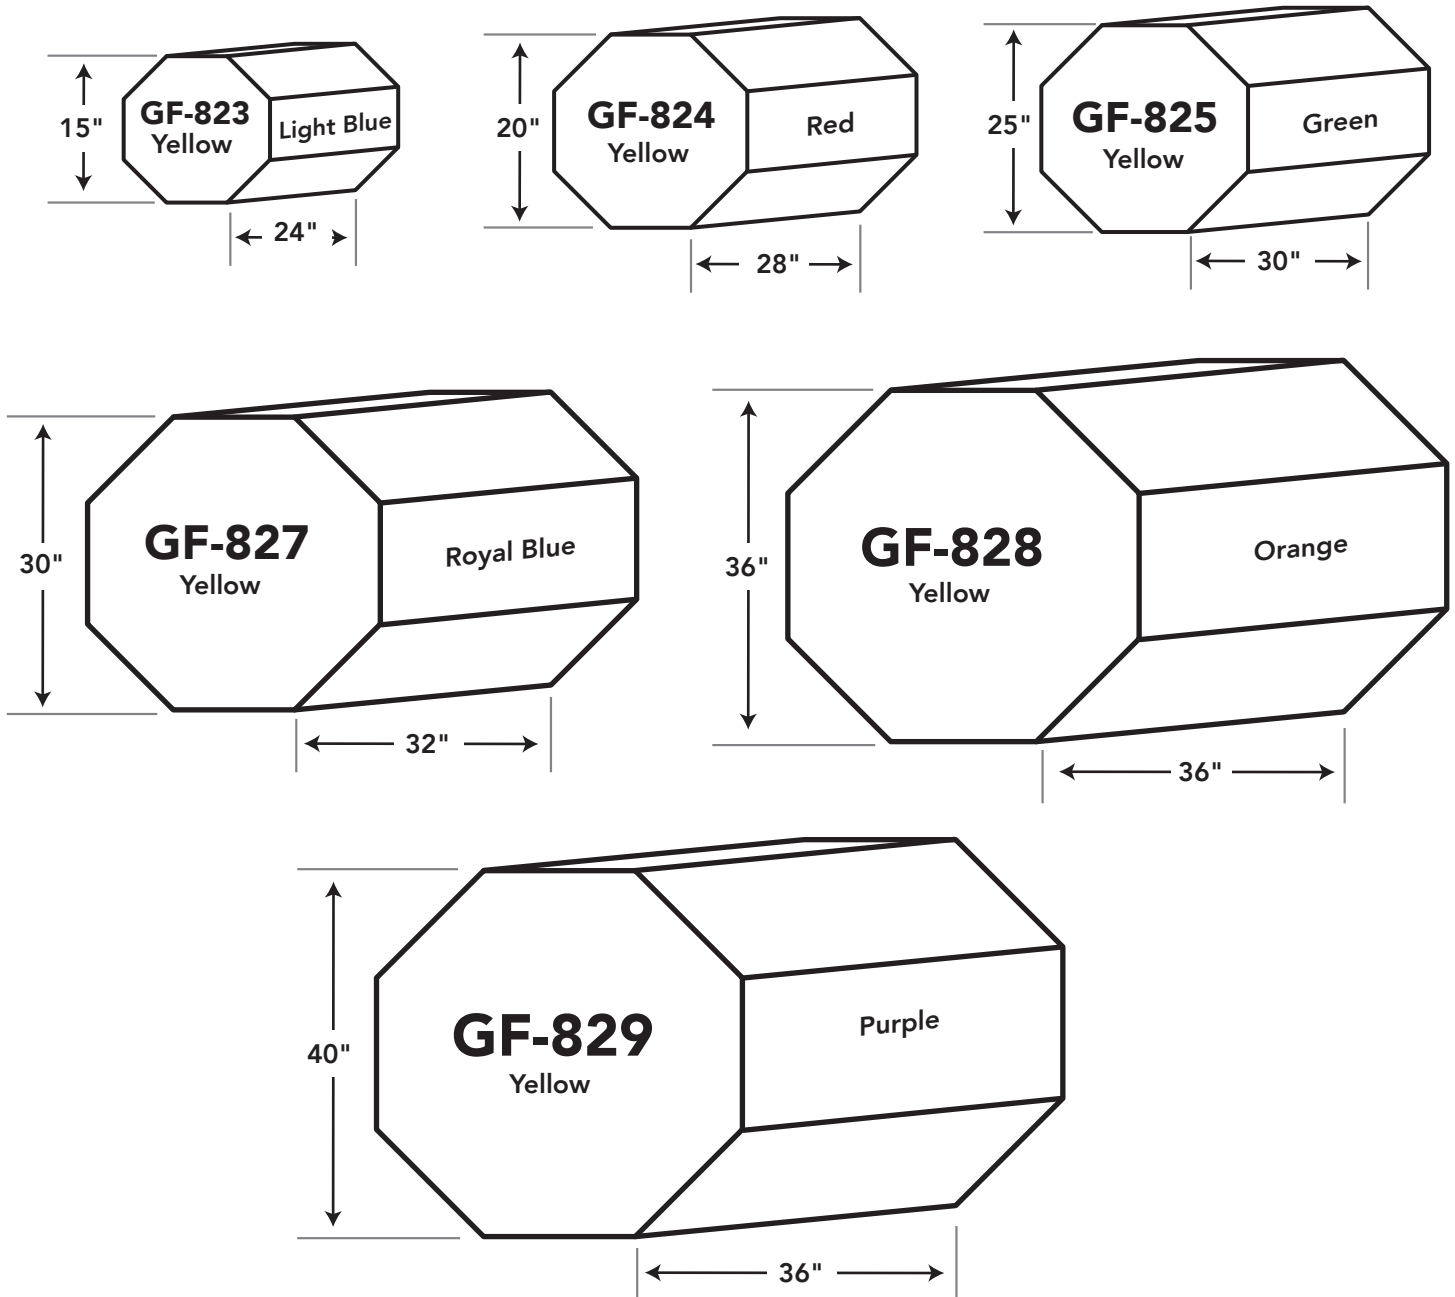 15"
GF-823
Yellow
Light Blue
24"
20"
GF-824
Yellow
Red
28"
25"
GF-825
Yellow
Green
30"
30"
GF-827
Yellow
Royal Blue
32"
36"
GF-828
Yellow
Orange
36"
40"
GF-829
Yellow
Purple
36"